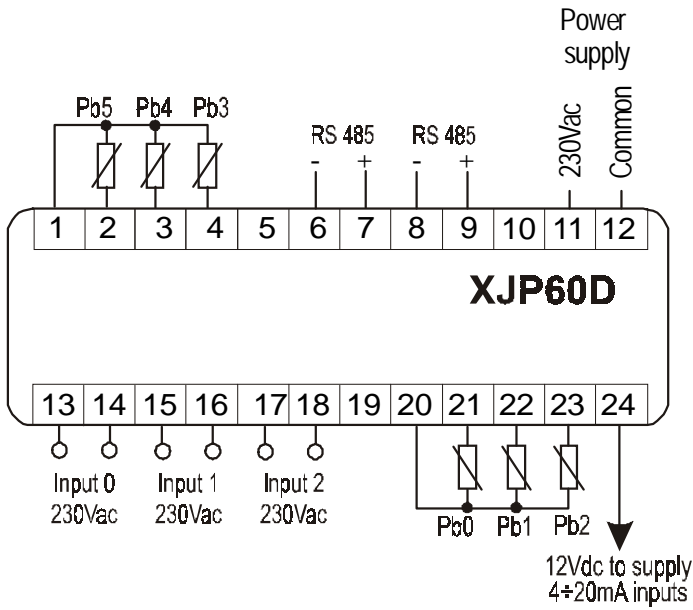 Power
supply
230Vac
Common
Pb5 Pb4 Pb3
RS 485 RS 485
- + - +
1 2 3 4 5 6 7 8 9 10 11 12
XJP60D
13 14 15 16 17 18 19 20 21 22 23 24
Input 0 Input 1 Input 2
230Vac 230Vac 230Vac
Pb0 Pb1 Pb2
12Vdc to supply
4÷20mA inputs